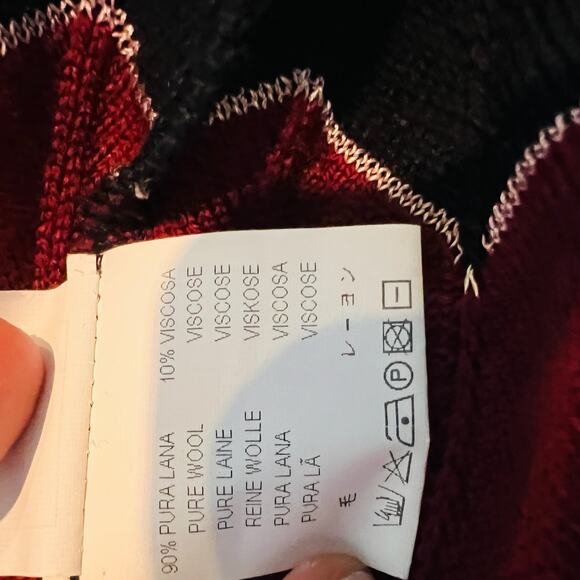 90% PURA LANA 10% VISCOSA
PURE WOOL VISCOSE
PURE LAINE VISCOSE
REINE WOLLE VISKOSE
PURA LANA VISCOSA
PURA LÃ VISCOSE
毛 レーヨン
P